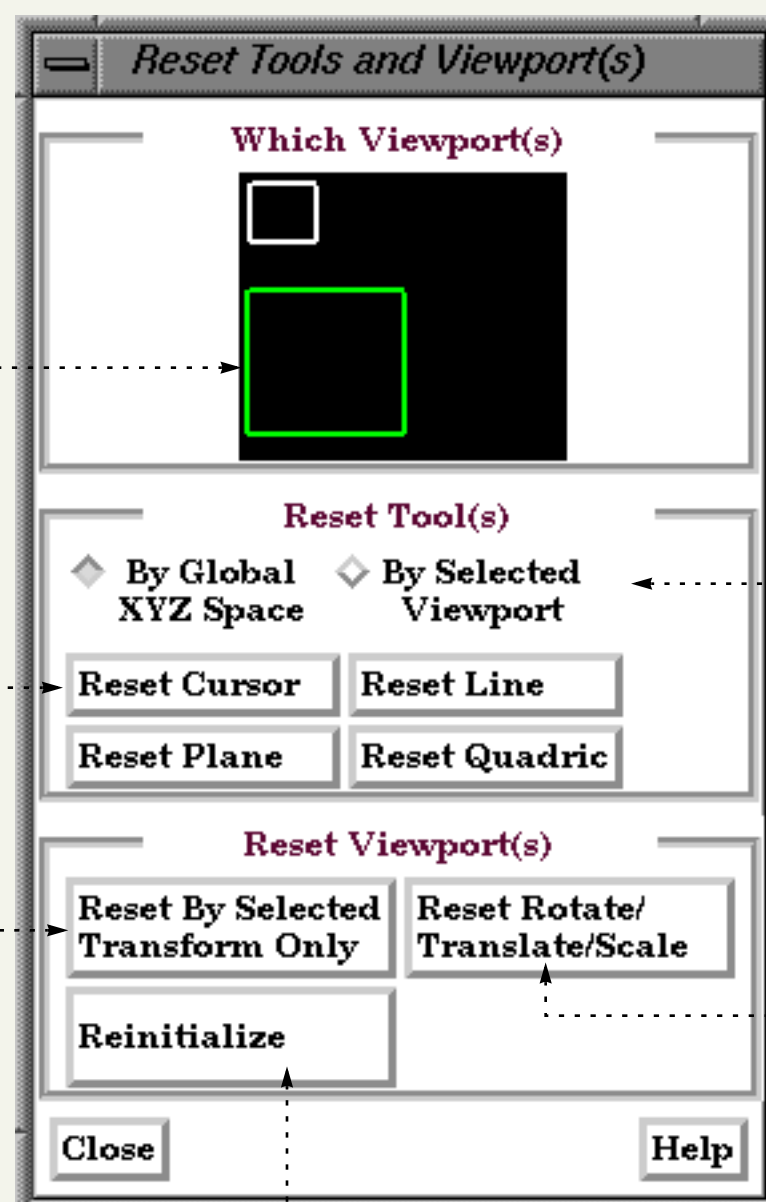 Reset Tools and Viewport(s)
Which Viewport(s)
Reset Tool(s)
By Global
XYZ Space
By Selected
Viewport
Reset Cursor
Reset Line
Reset Plane
Reset Quadric
Reset Viewport(s)
Reset By Selected
Transform Only
Reset Rotate/
Translate/Scale
Reinitialize
Close
Help